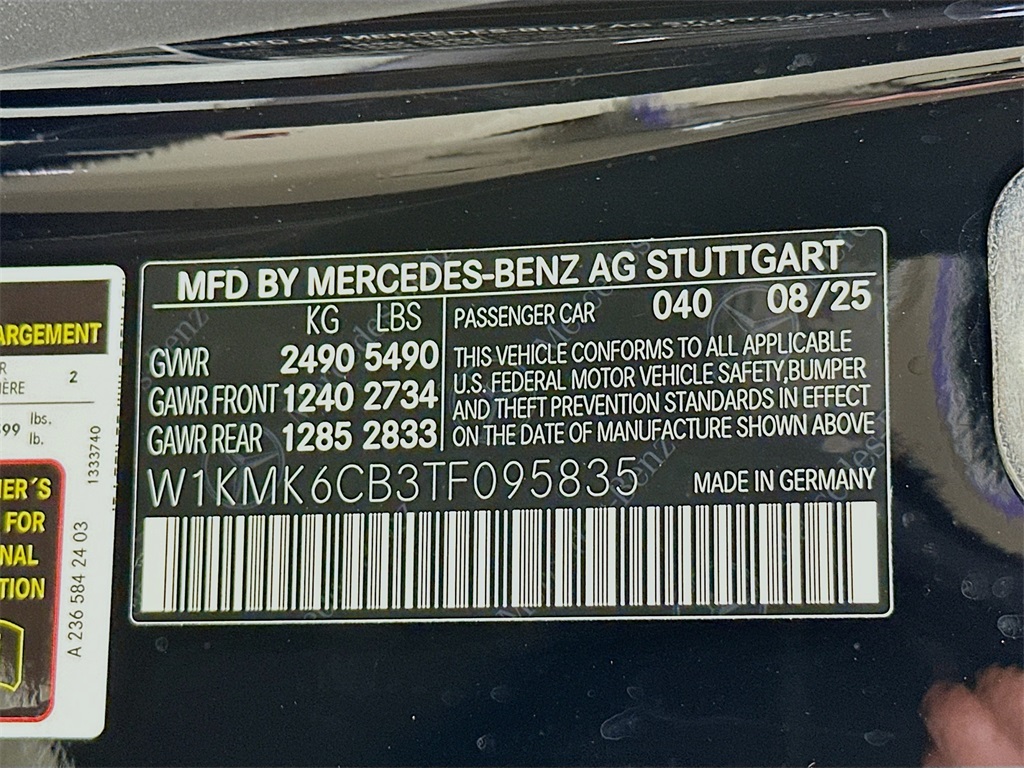 MFD BY MERCEDES-BENZ AG STUTTGART
KG LBS
GVWR 2490 5490
GAWR FRONT 1240 2734
GAWR REAR 1285 2833
PASSENGER CAR 040 08/25
THIS VEHICLE CONFORMS TO ALL APPLICABLE
U.S. FEDERAL MOTOR VEHICLE SAFETY,BUMPER
AND THEFT PREVENTION STANDARDS IN EFFECT
ON THE DATE OF MANUFACTURE SHOWN ABOVE
W1KMK6CB3TF095835
MADE IN GERMANY
ARGEMENT
2
lbs.
lb.
1333740
FOR
A 236 584 24 03